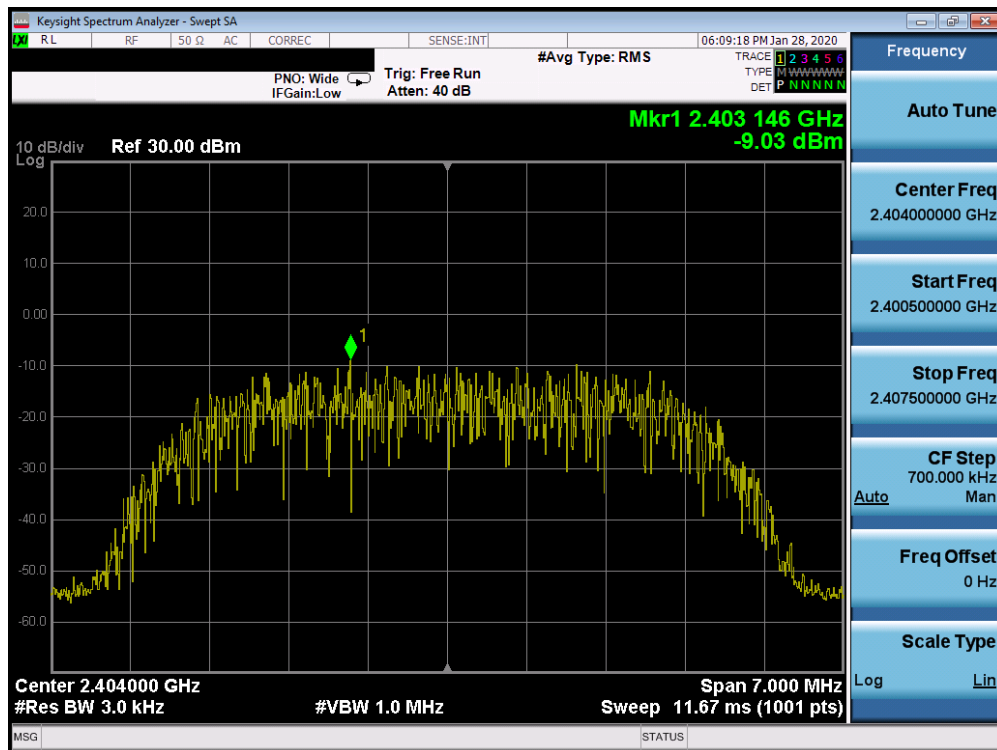 Keysight Spectrum Analyzer - Swept SA
LXI RL RF 50 Ω AC CORREC SENSE:INT 06:09:18 PM Jan 28, 2020
PNO: Wide
IFGain:Low
Trig: Free Run
Atten: 40 dB
#Avg Type: RMS
TRACE 1 2 3 4 5 6
TYPE M WWWWW
DET P N N N N N
Mkr1 2.403 146 GHz
-9.03 dBm
10 dB/div Ref 30.00 dBm
Log
20.0
10.0
0.00
-10.0
-20.0
-30.0
-40.0
-50.0
-60.0
1
Center 2.404000 GHz Span 7.000 MHz
#Res BW 3.0 kHz #VBW 1.0 MHz Sweep 11.67 ms (1001 pts)
MSG STATUS
Frequency
Auto Tune
Center Freq
2.404000000 GHz
Start Freq
2.400500000 GHz
Stop Freq
2.407500000 GHz
CF Step
700.000 kHz
Auto Man
Freq Offset
0 Hz
Scale Type
Log Lin